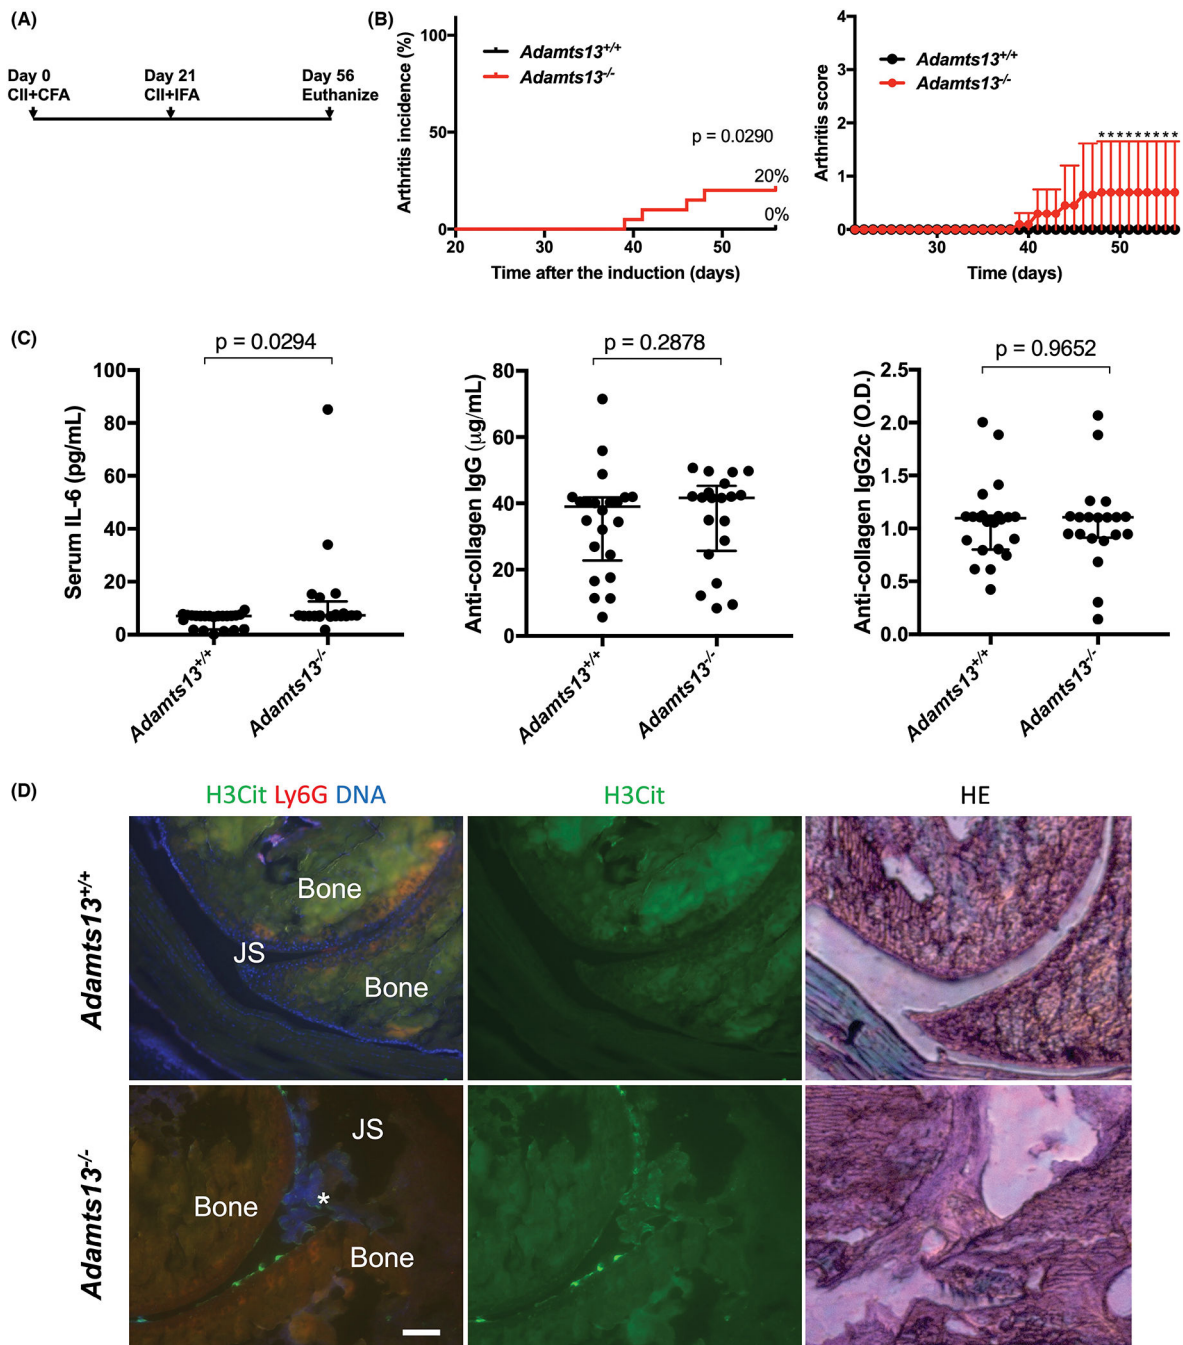 (A)
Day 0
CII+CFA
Day 21
CII+IFA
Day 56
Euthanize
(B)
Arthritis incidence (%)
100
50
0
Adamts13+/+
Adamts13-/-
p = 0.0290
20%
0%
20
30
40
50
Time after the induction (days)
Arthritis score
4
3
2
1
0
Adamts13+/+
Adamts13-/-
* * * * * * * * *
30
40
50
Time (days)
(C)
p = 0.0294
Serum IL-6 (pg/mL)
100
80
60
40
20
0
Adamts13+/+
Adamts13-/-
p = 0.2878
Anti-collagen IgG (μg/mL)
80
60
40
20
0
Adamts13+/+
Adamts13-/-
p = 0.9652
Anti-collagen IgG2c (O.D.)
2.5
2.0
1.5
1.0
0.5
0.0
Adamts13+/+
Adamts13-/-
(D)
H3Cit Ly6G DNA
H3Cit
HE
Adamts13+/+
Bone
JS
Bone
Adamts13-/-
JS
Bone
*
Bone